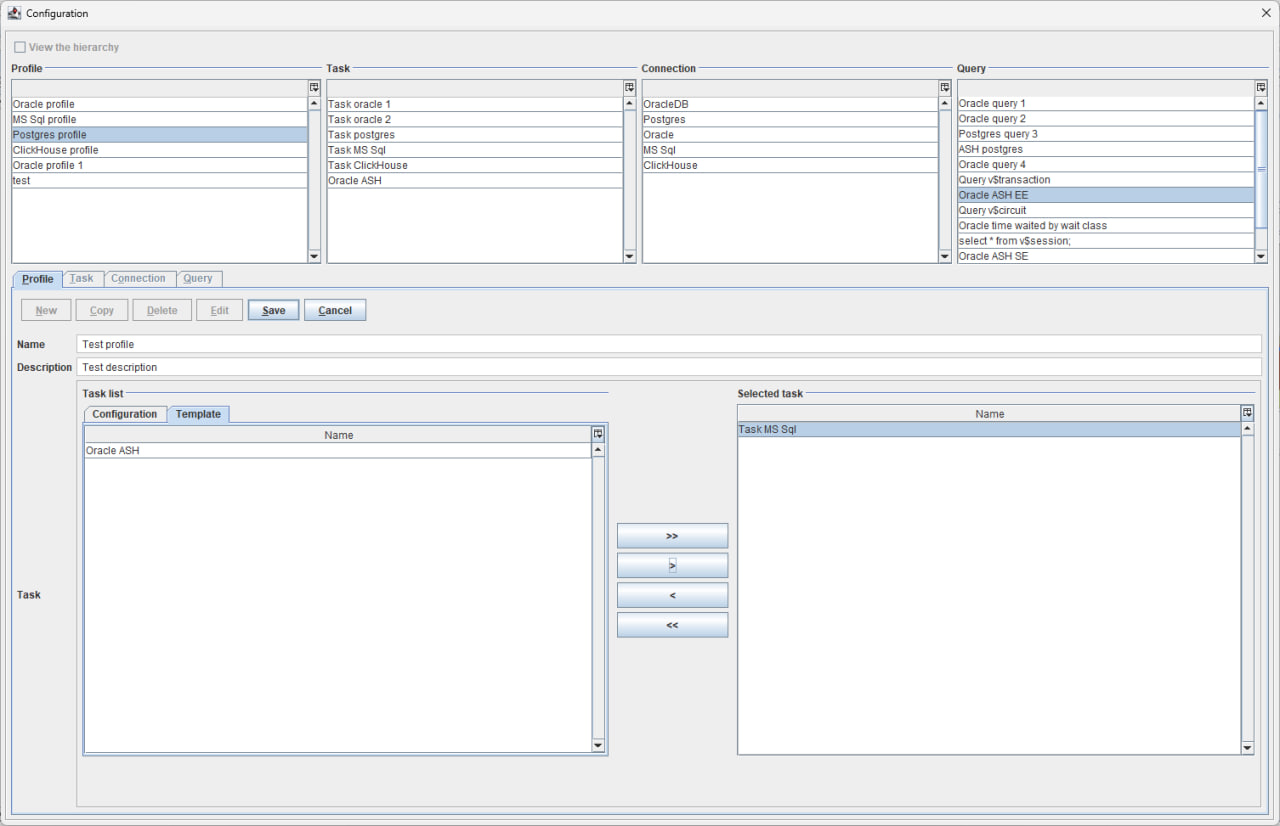 Configuration
View the hierarchy
Profile
Oracle profile
MS Sql profile
Postgres profile
ClickHouse profile
Oracle profile 1
test
Task
Task oracle 1
Task oracle 2
Task postgres
Task MS Sql
Task ClickHouse
Oracle ASH
Connection
OracleDB
Postgres
Oracle
MS Sql
ClickHouse
Query
Oracle query 1
Oracle query 2
Postgres query 3
ASH postgres
Oracle query 4
Query v$transaction
Oracle ASH EE
Query v$circuit
Oracle time waited by wait class
select * from v$session;
Oracle ASH SE
Profile Task Connection Query
New Copy Delete Edit Save Cancel
Name Test profile
Description Test description
Task
Task list
Configuration Template
Name
Oracle ASH
>>
>
<
<<
Selected task
Name
Task MS Sql